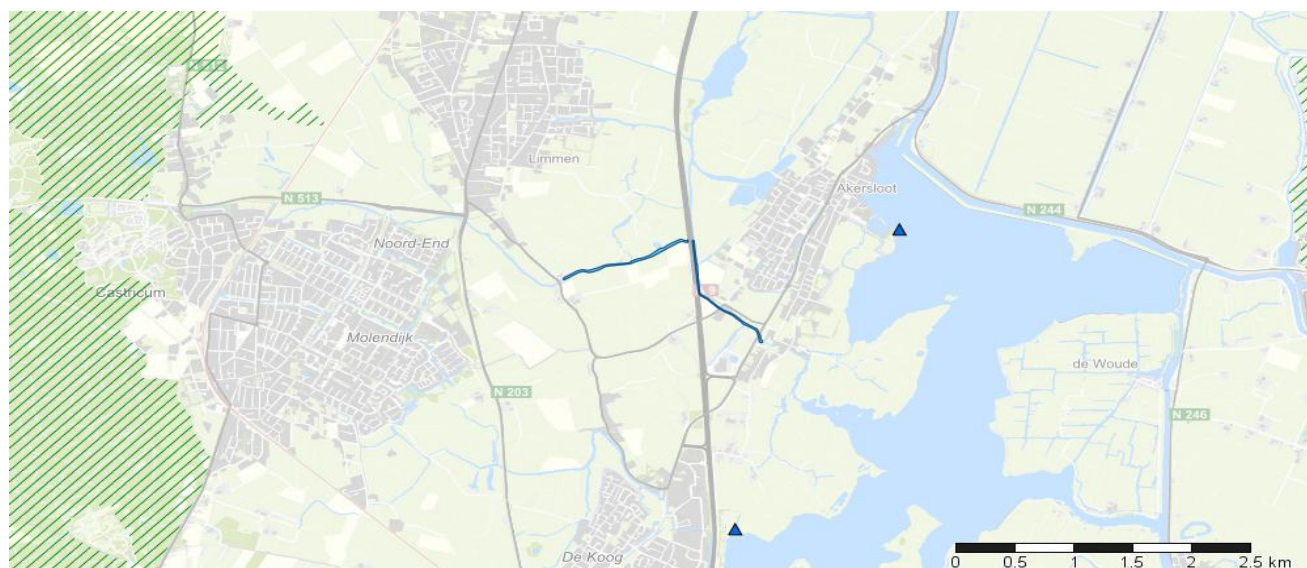 Limmen
Akersloot
N 513
N 244
Noord-End
Castricum
Molendijk
de Woude
N 203
N 246
De Koog
0 0.5 1 1.5 2 2.5 km